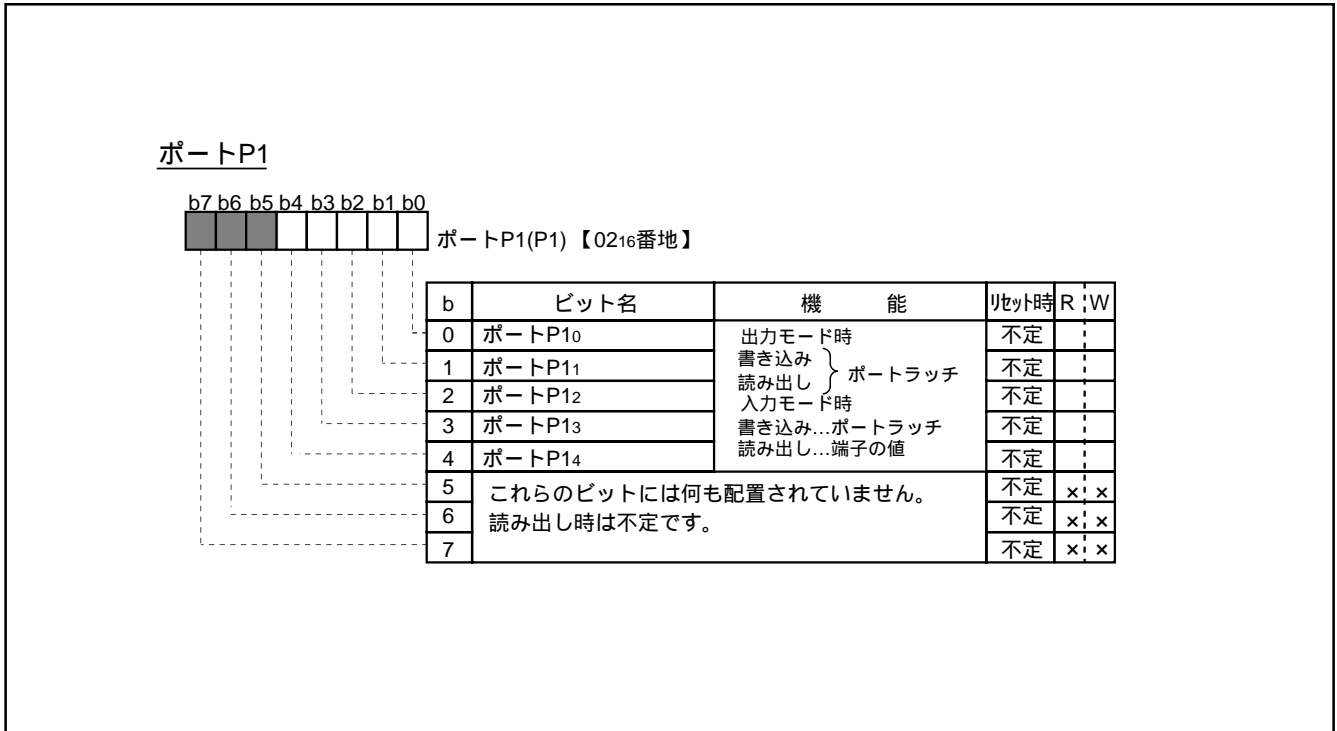 ポートP1
b7 b6 b5 b4 b3 b2 b1 b0
ポートP1(P1)【0216番地】
b ビット名 機 能 リセット時 R W
0 ポートP10 出力モード時 不定
書き込み
1 ポートP11 ポートラッチ 不定
読み出し
2 ポートP12 入力モード時 不定
3 ポートP13 書き込み…ポートラッチ 不定
読み出し…端子の値
4 ポートP14 不定
5 これらのビットには何も配置されていません。 不定 × ×
6 読み出し時は不定です。 不定 × ×
7 不定 × ×